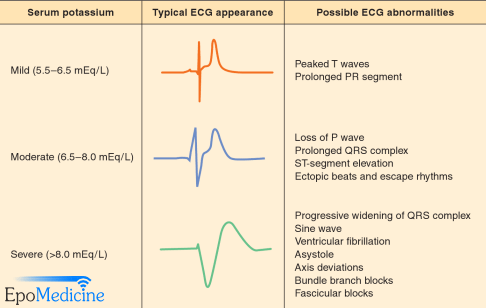 Serum potassium
Typical ECG appearance
Possible ECG abnormalities
Mild (5.5–6.5 mEq/L)
Peaked T waves
Prolonged PR segment
Moderate (6.5–8.0 mEq/L)
Loss of P wave
Prolonged QRS complex
ST-segment elevation
Ectopic beats and escape rhythms
Severe (>8.0 mEq/L)
Progressive widening of QRS complex
Sine wave
Ventricular fibrillation
Asystole
Axis deviations
Bundle branch blocks
Fascicular blocks
EpoMedicine